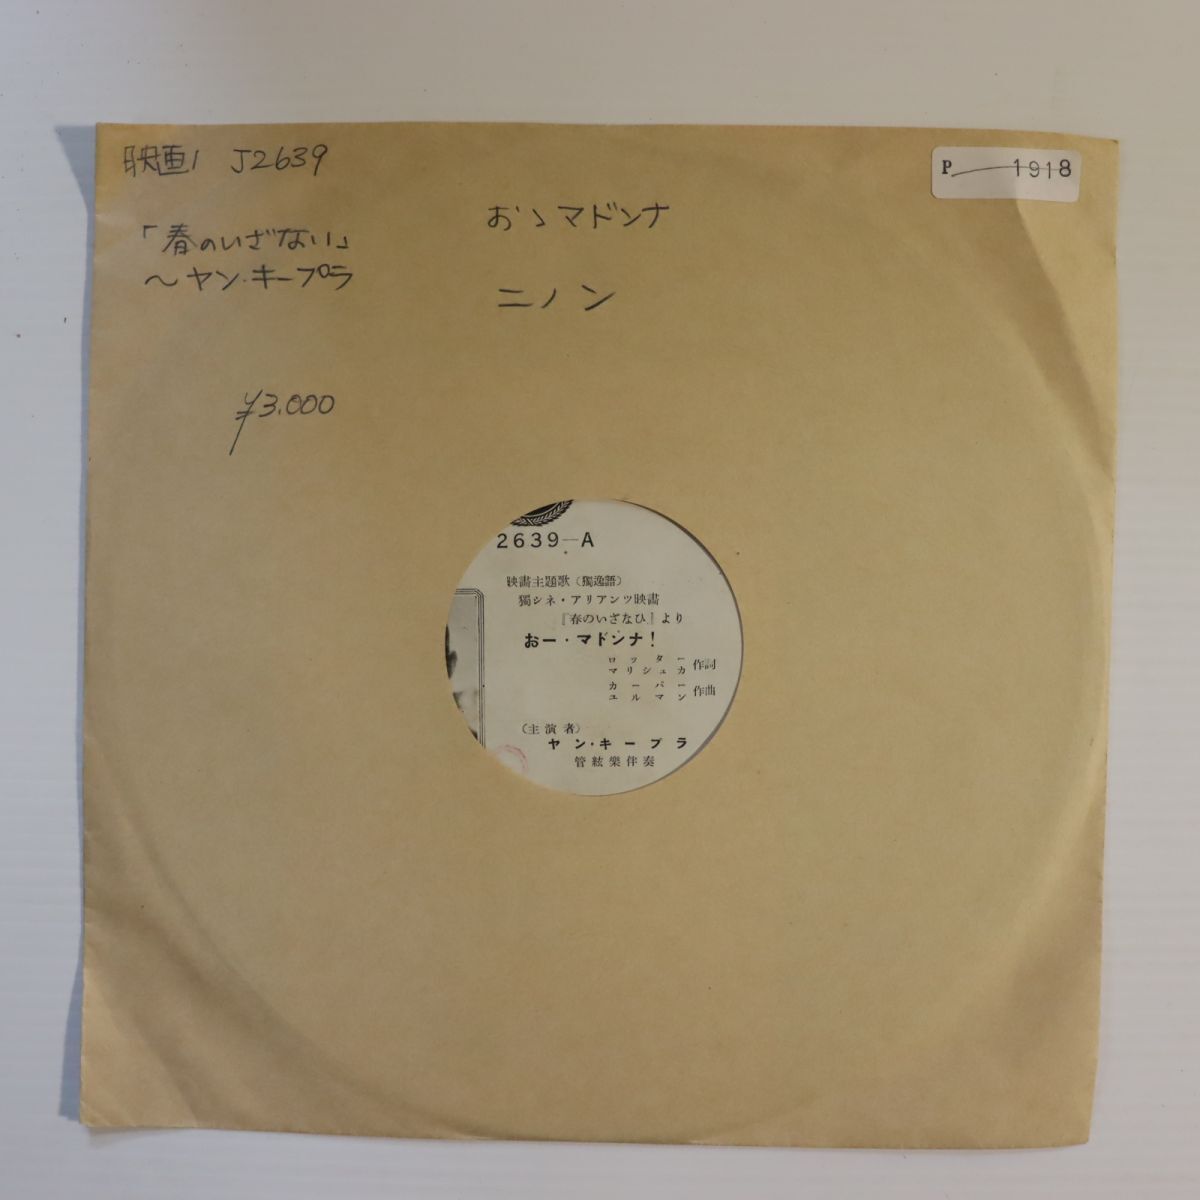 映画1 J2639
「春のいざない」
～ヤン・キープラ
¥3.000
おゝマドンナ
ニノン
P 1918
2639-A
映畵主題歌(獨逸語)
獨シネ・アリアンツ映畵
『春のいざなひ』より
おー・マドンナ!
ロッター
マリシュカ 作詞
カーパー
ユルマン 作曲
(主演者)
ヤン・キープラ
管絃樂伴奏